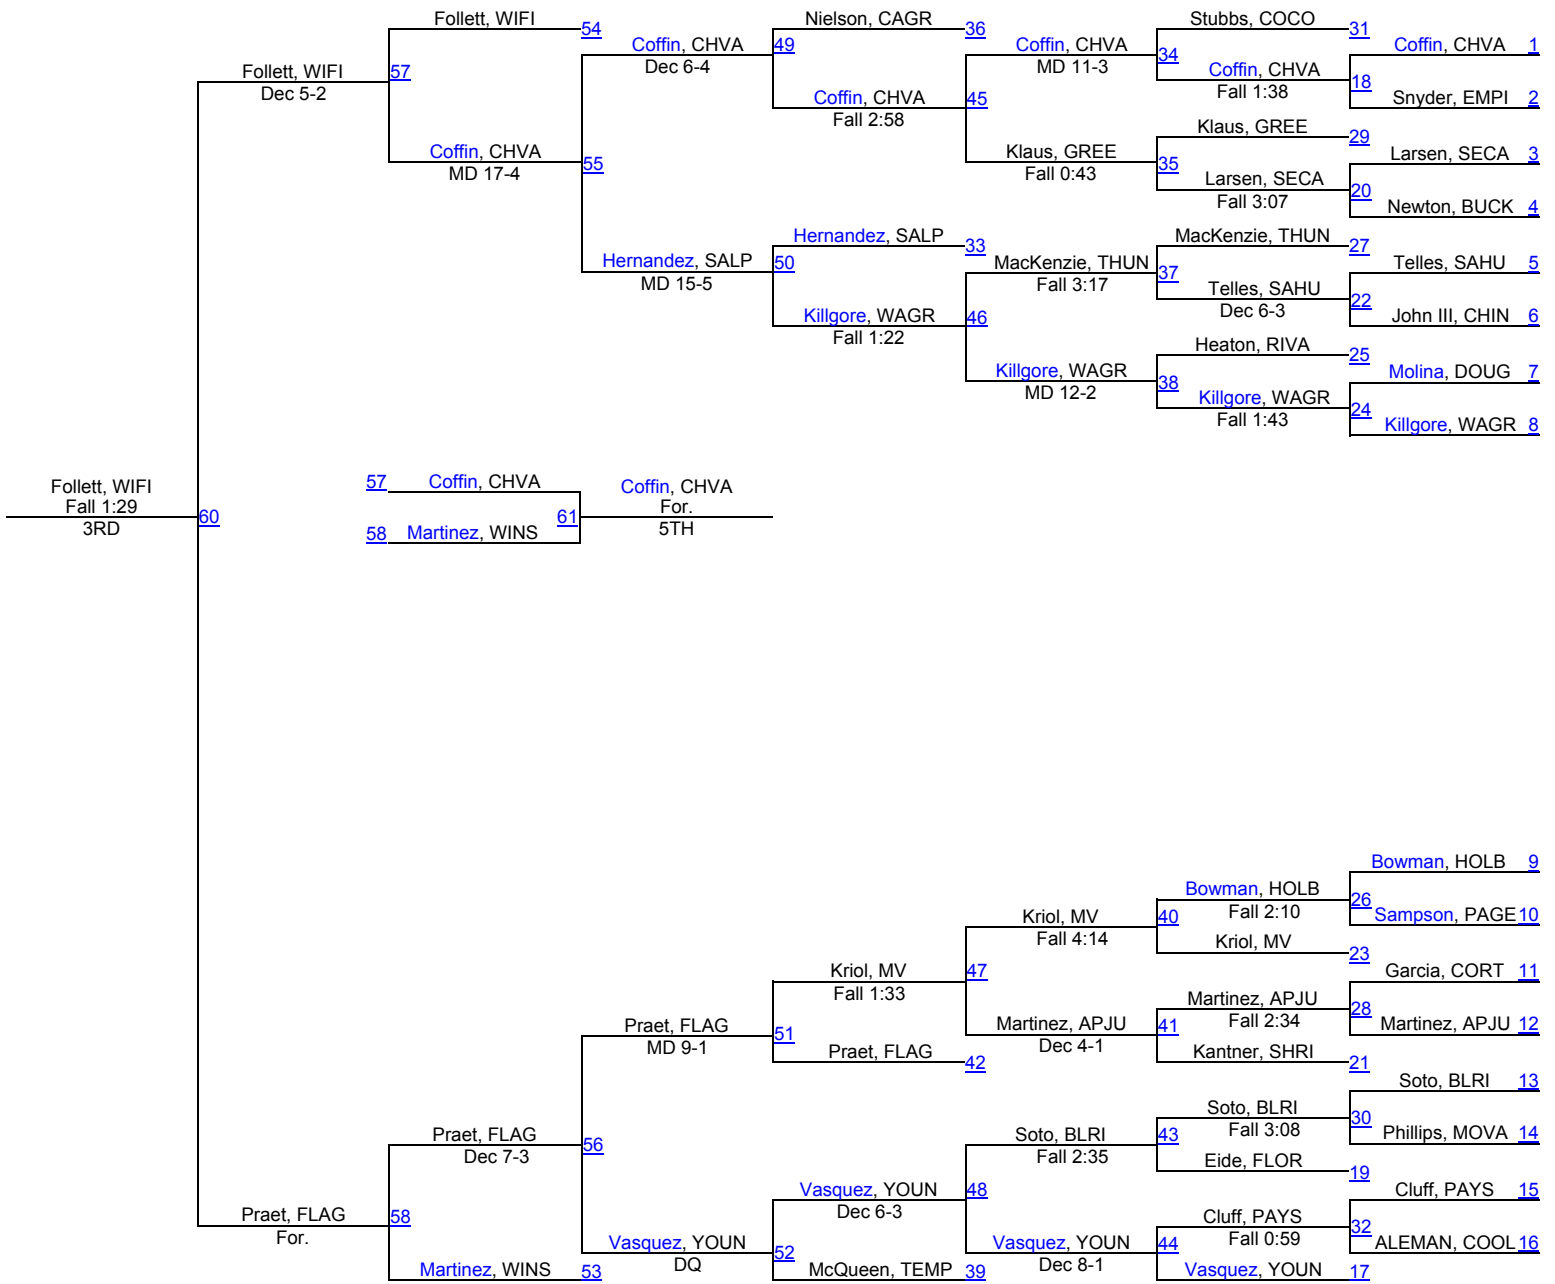 Follett, WIFI
54
Nielson, CAGR
36
Stubbs, COCO
31
Coffin, CHVA
Dec 6-4
49
Coffin, CHVA
MD 11-3
34
Coffin, CHVA 1
Follett, WIFI
Dec 5-2
57
Coffin, CHVA
Fall 1:38
18
Coffin, CHVA
Fall 2:58
45
Snyder, EMPI 2
Klaus, GREE
29
Coffin, CHVA
MD 17-4
55
Klaus, GREE
Fall 0:43
35
Larsen, SECA 3
Larsen, SECA
Fall 3:07
20
Newton, BUCK 4
Hernandez, SALP
33
MacKenzie, THUN
27
Hernandez, SALP
MD 15-5
50
MacKenzie, THUN
Fall 3:17
37
Telles, SAHU 5
Telles, SAHU
Dec 6-3
22
Killgore, WAGR
Fall 1:22
46
John III, CHIN 6
Heaton, RIVA
25
Killgore, WAGR
MD 12-2
38
Molina, DOUG 7
Killgore, WAGR
Fall 1:43
24
Killgore, WAGR 8
Follett, WIFI
Fall 1:29
3RD
60
57 Coffin, CHVA
61
58 Martinez, WINS
Coffin, CHVA
For.
5TH
Bowman, HOLB 9
Bowman, HOLB
Fall 2:10
26
Sampson, PAGE 10
Kriol, MV
Fall 4:14
40
Kriol, MV
23
Kriol, MV
Fall 1:33
47
Garcia, CORT 11
Martinez, APJU
Fall 2:34
28
Praet, FLAG
MD 9-1
51
Martinez, APJU
Dec 4-1
41
Martinez, APJU 12
Praet, FLAG
42
Kantner, SHRI
21
Soto, BLRI 13
Soto, BLRI
Fall 3:08
30
Praet, FLAG
Dec 7-3
56
Soto, BLRI
Fall 2:35
43
Phillips, MOVA 14
Eide, FLOR
19
Vasquez, YOUN
Dec 6-3
48
Cluff, PAYS 15
Praet, FLAG
For.
58
Cluff, PAYS
Fall 0:59
32
Vasquez, YOUN
DQ
52
Vasquez, YOUN
Dec 8-1
44
ALEMAN, COOL 16
Martinez, WINS
53
McQueen, TEMP
39
Vasquez, YOUN
17